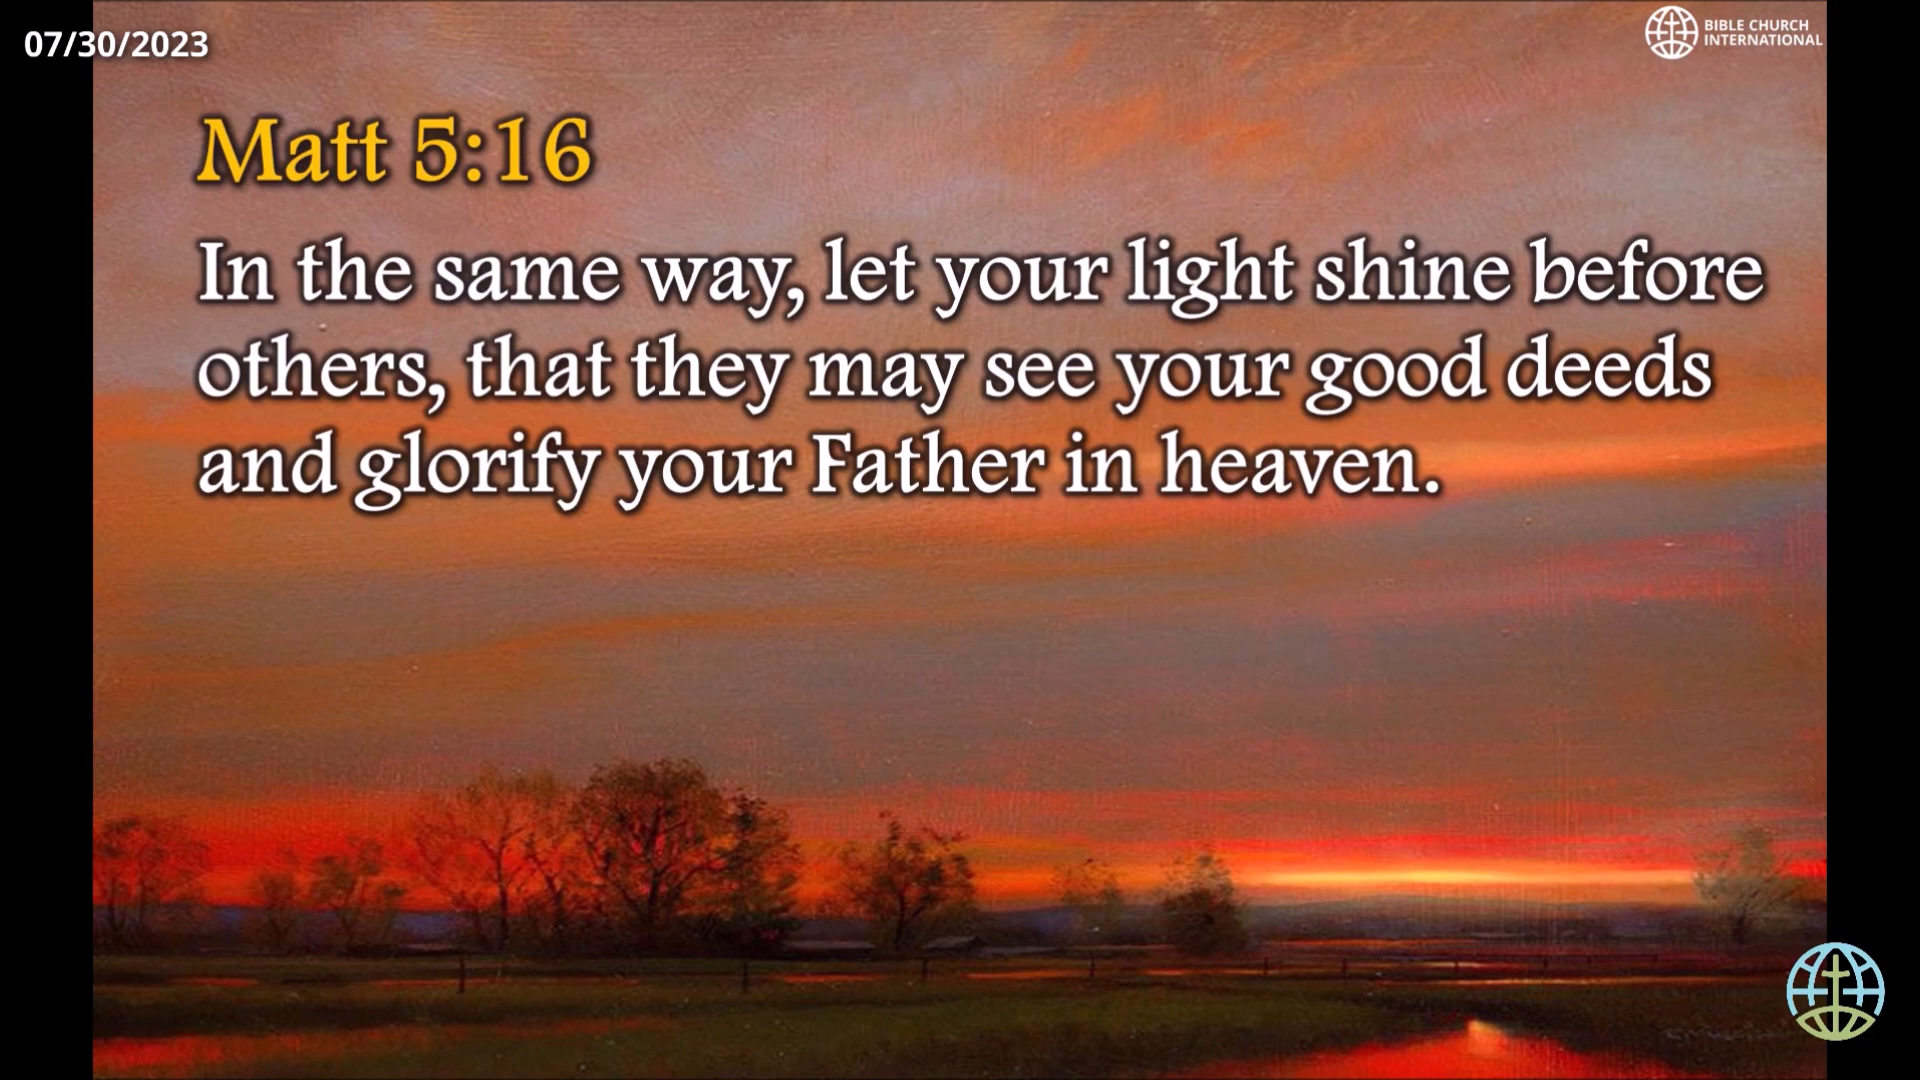 07/30/2023
BIBLE CHURCH
INTERNATIONAL
Matt 5:16
In the same way, let your light shine before
others, that they may see your good deeds
and glorify your Father in heaven.